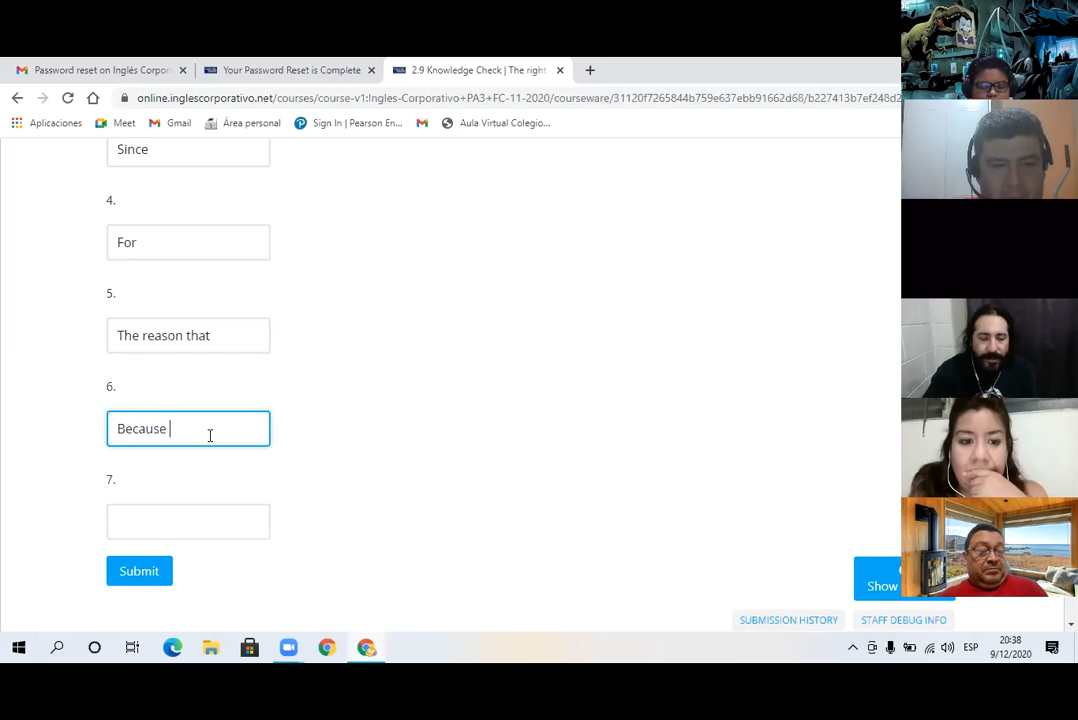 Password reset on Inglés Corpor
Your Password Reset is Complete
2.9 Knowledge Check | The right
online.inglescorporativo.net/courses/course-v1:Ingles-Corporativo+PA3+FC-11-2020/courseware/31120f7265844b759e637ebb91662d68/b227413b7ef248d2
Aplicaciones
Meet
Gmail
Área personal
Sign In | Pearson En...
Aula Virtual Colegio...
Since
4.
For
5.
The reason that
6.
Because
7.
Submit
Show
SUBMISSION HISTORY
STAFF DEBUG INFO
ESP
20:38
9/12/2020